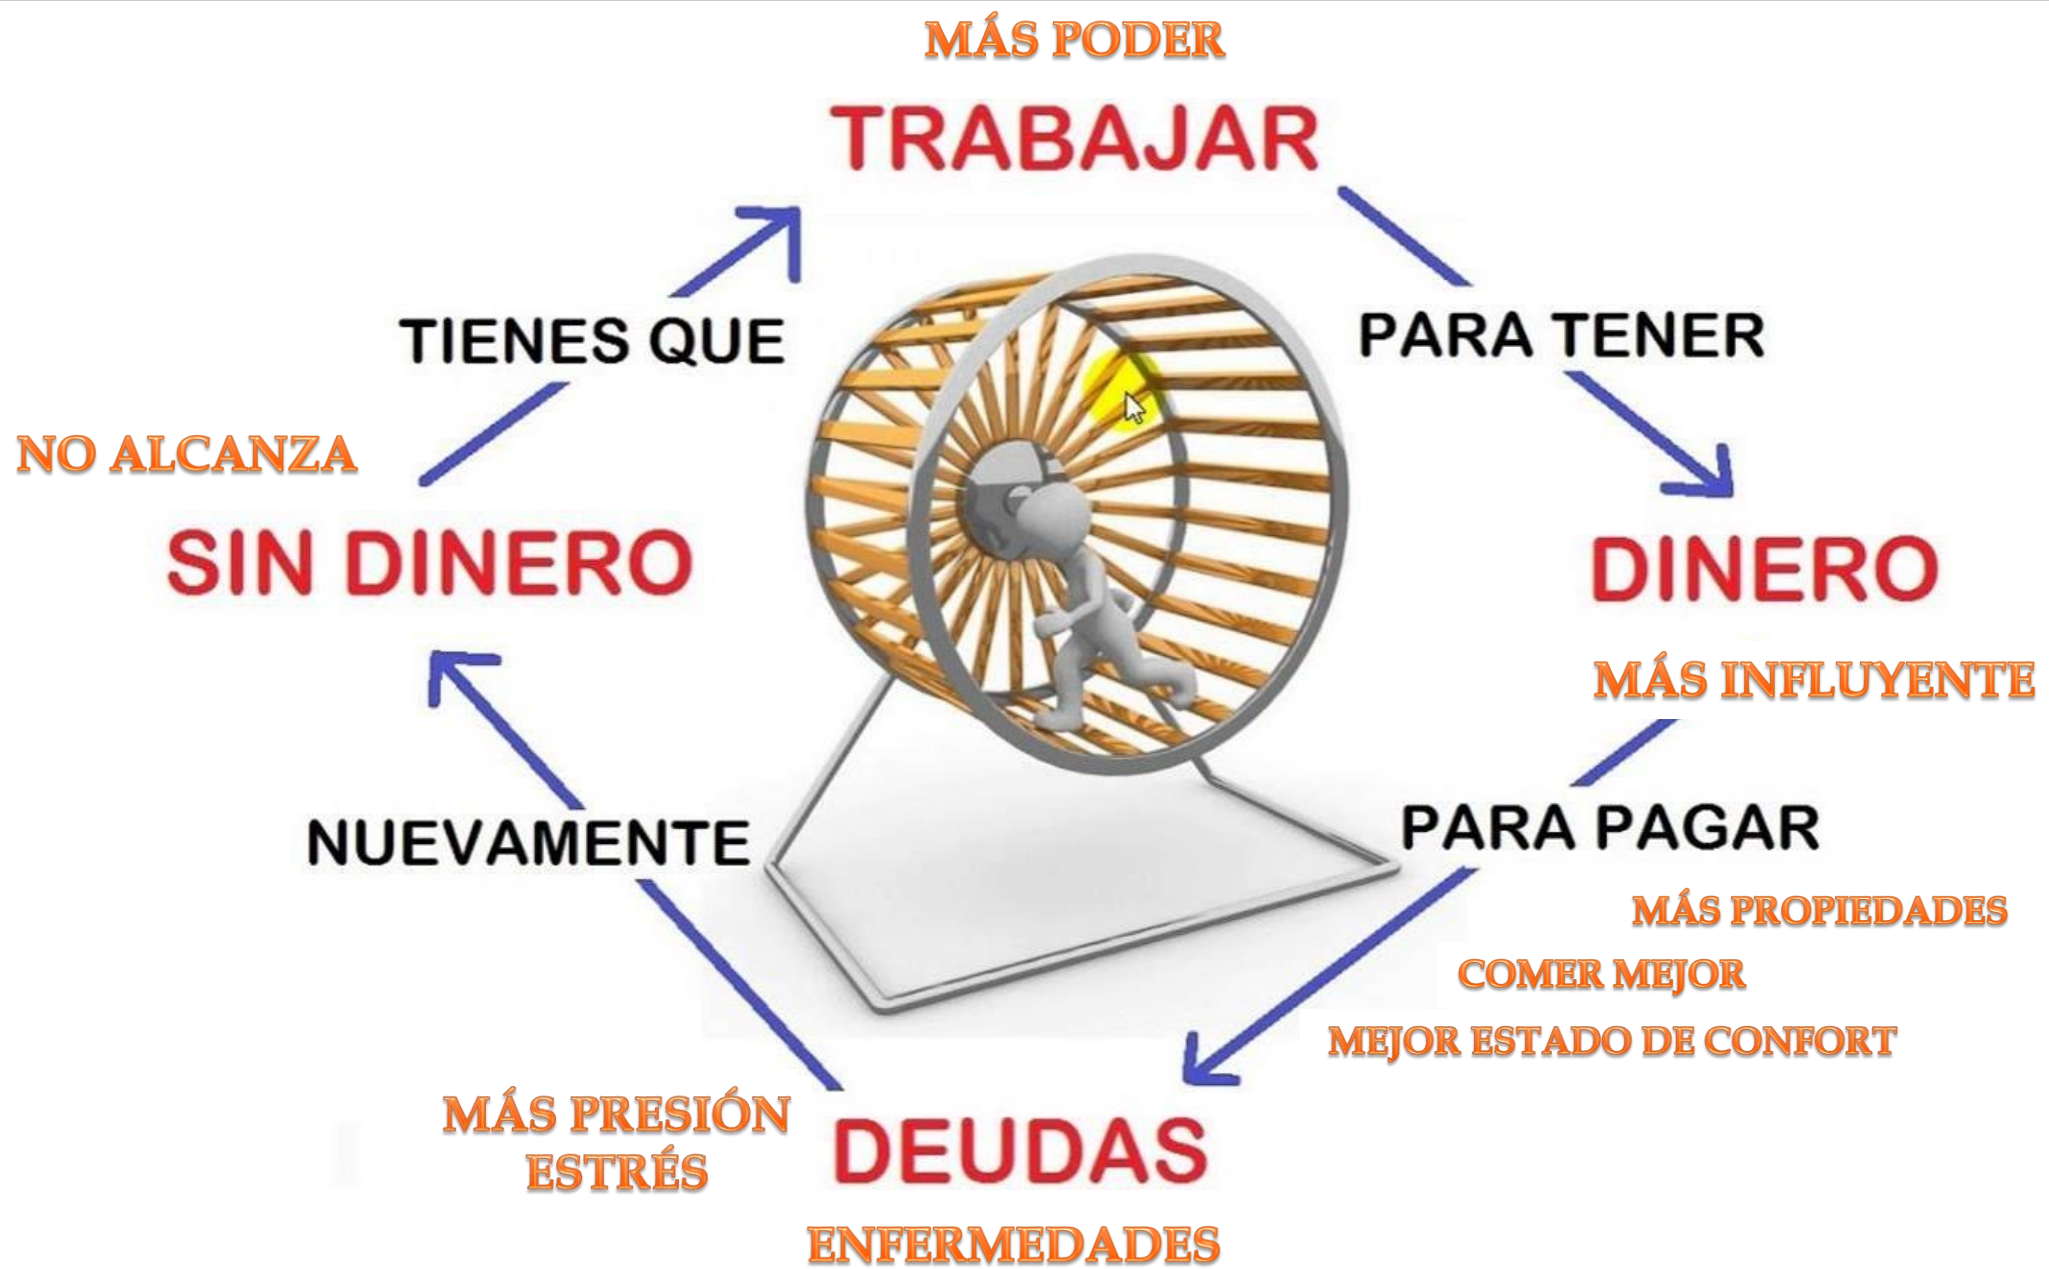 MÁS PODER
TRABAJAR
TIENES QUE
PARA TENER
NO ALCANZA
SIN DINERO
DINERO
MÁS INFLUYENTE
NUEVAMENTE
PARA PAGAR
MÁS PROPIEDADES
COMER MEJOR
MEJOR ESTADO DE CONFORT
MÁS PRESIÓN
ESTRÉS
DEUDAS
ENFERMEDADES